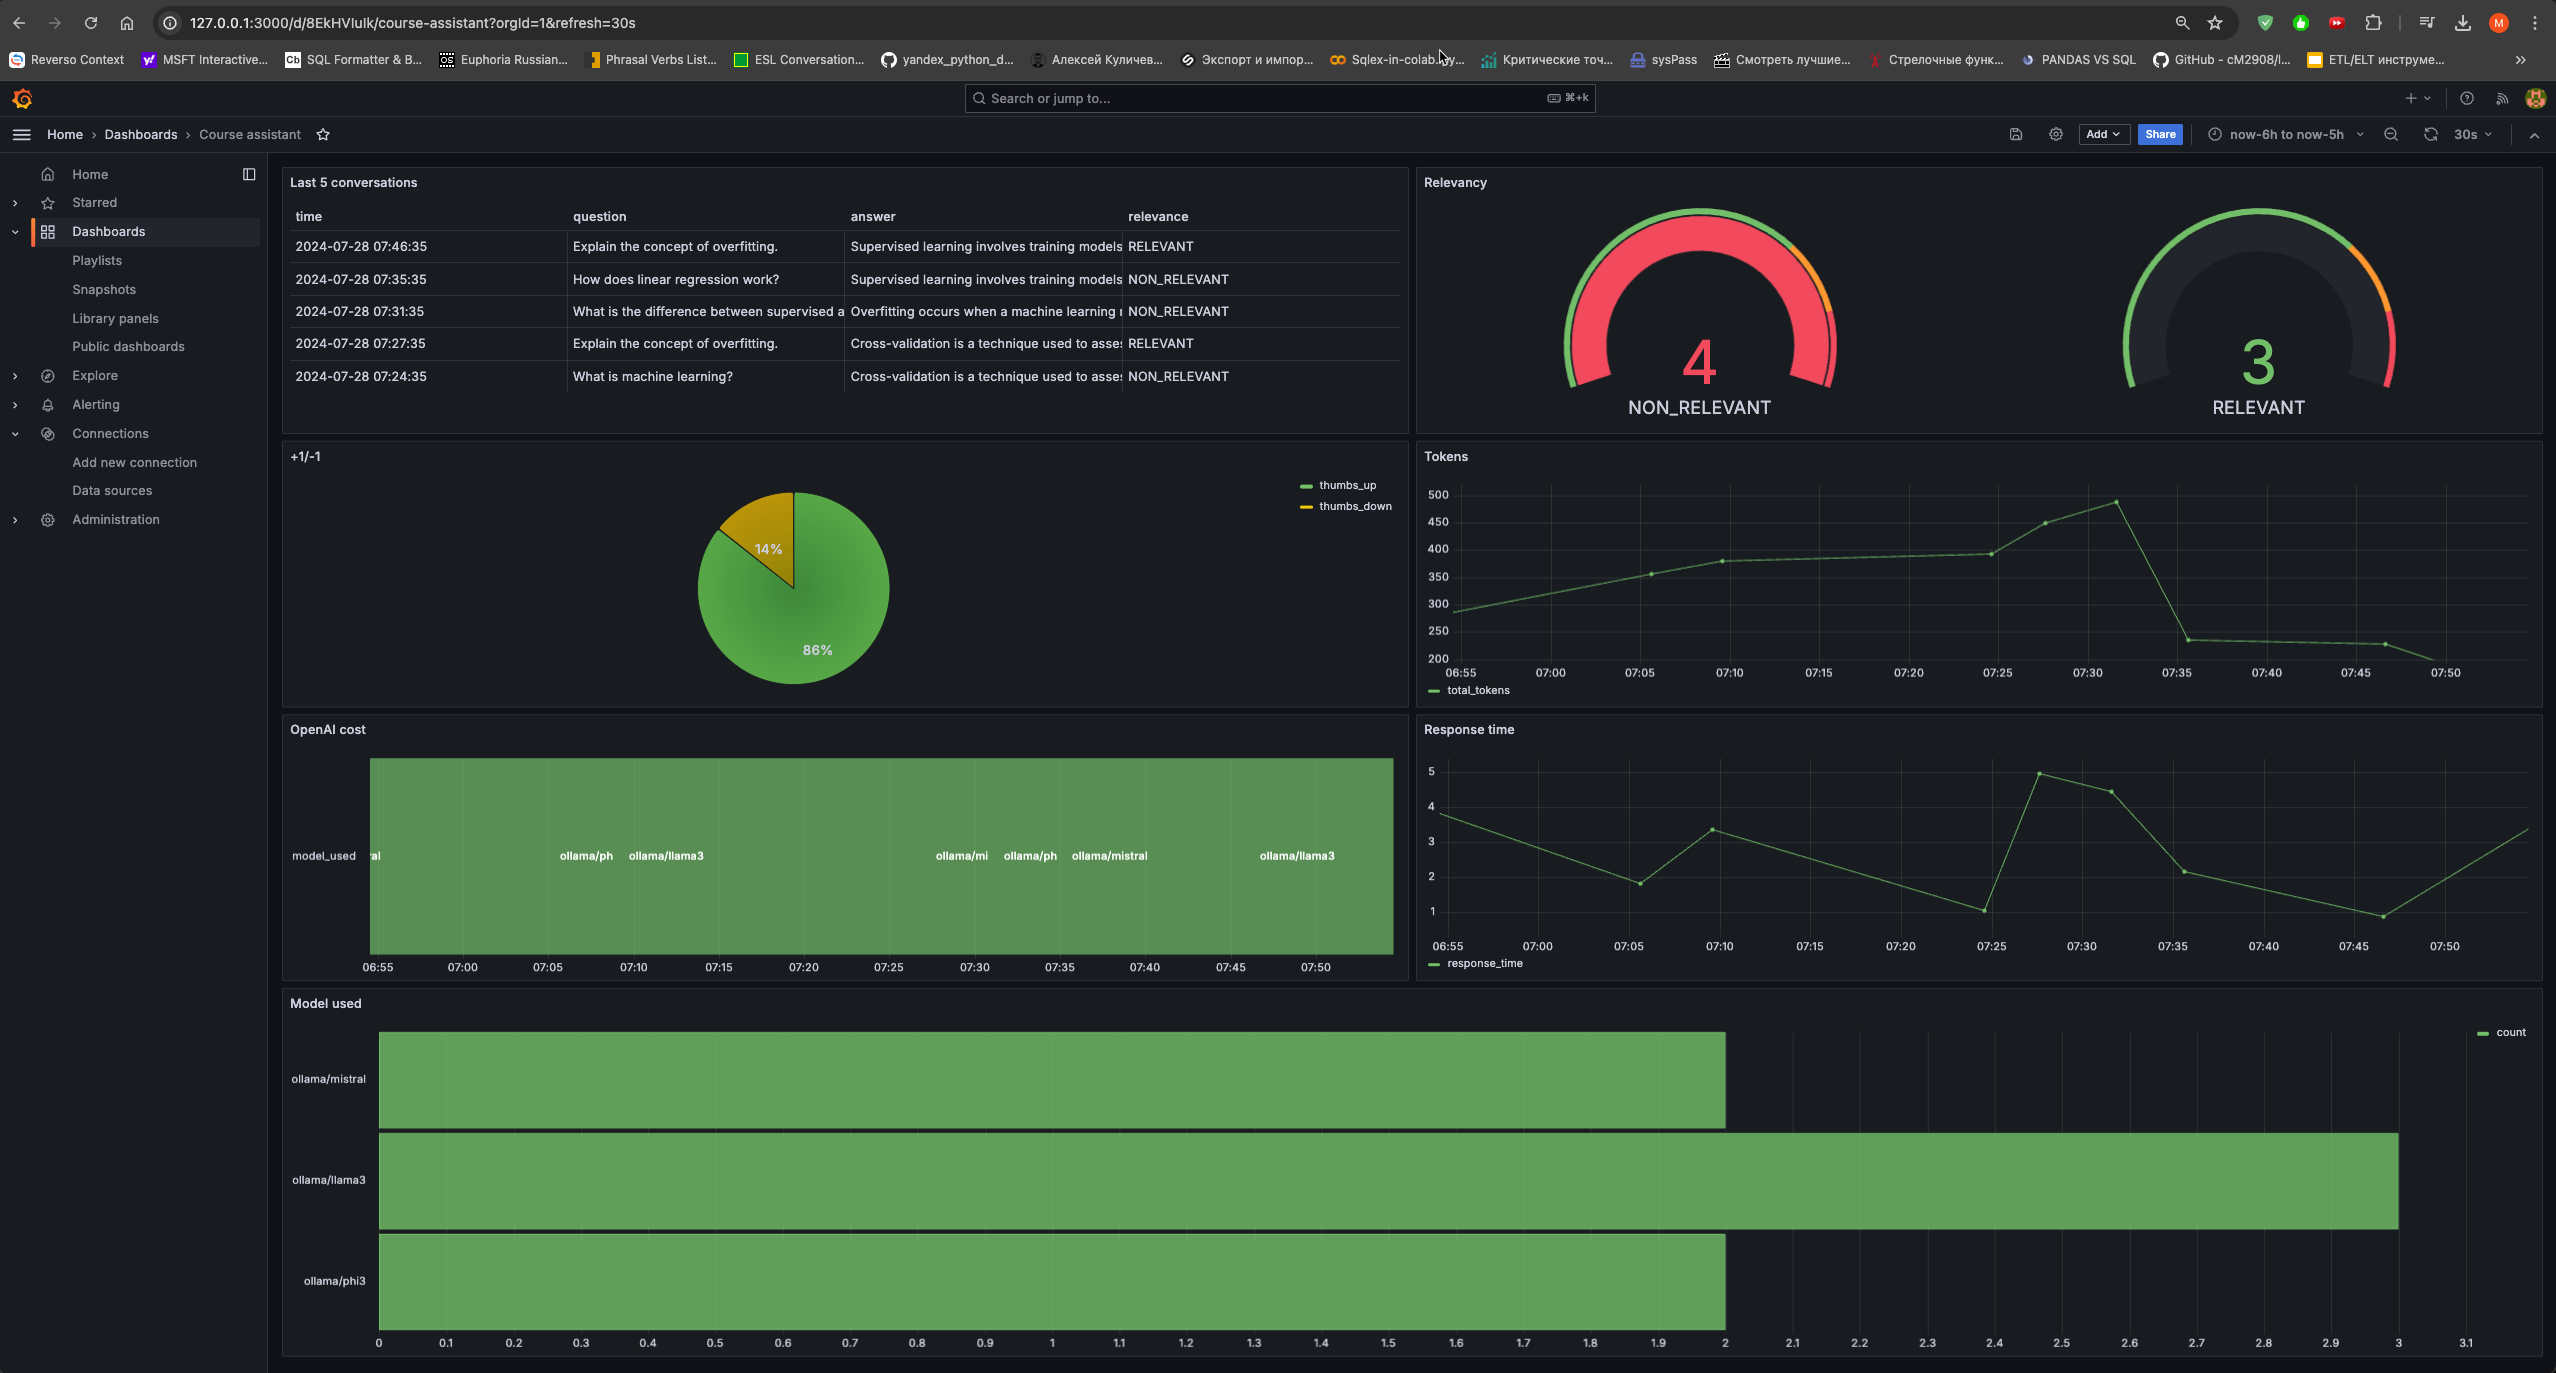 127.0.0.1:3000/d/8EkHVIuIk/course-assistant?orgId=1&refresh=30s
M
Reverso Context
MSFT Interactive...
Cb SQL Formatter & B...
OS Euphoria Russian...
Phrasal Verbs List...
ESL Conversation...
yandex_python_d...
Алексей Куличев...
Экспорт и импор...
Sqlex-in-colab.
Критические точ...
sysPass
Смотреть лучшие...
Стрелочные функ...
PANDAS VS SQL
GitHub - cM2908/l...
ETL/ELT инструме...
Search or jump to...
⌘+k
Home › Dashboards › Course assistant
Add
Share
now-6h to now-5h
30s
Home
Starred
Dashboards
Playlists
Snapshots
Library panels
Public dashboards
Explore
Alerting
Connections
Add new connection
Data sources
Administration
Last 5 conversations
time question answer relevance
2024-07-28 07:46:35 Explain the concept of overfitting. Supervised learning involves training models RELEVANT
2024-07-28 07:35:35 How does linear regression work? Supervised learning involves training models NON_RELEVANT
2024-07-28 07:31:35 What is the difference between supervised a Overfitting occurs when a machine learning NON_RELEVANT
2024-07-28 07:27:35 Explain the concept of overfitting. Cross-validation is a technique used to asse RELEVANT
2024-07-28 07:24:35 What is machine learning? Cross-validation is a technique used to asse NON_RELEVANT
Relevancy
4
NON_RELEVANT
3
RELEVANT
+1/-1
14%
86%
thumbs_up
thumbs_down
Tokens
500
450
400
350
300
250
200
06:55 07:00 07:05 07:10 07:15 07:20 07:25 07:30 07:35 07:40 07:45 07:50
total_tokens
OpenAI cost
model_used
ral ollama/ph ollama/llama3 ollama/mi ollama/ph ollama/mistral ollama/llama3
06:55 07:00 07:05 07:10 07:15 07:20 07:25 07:30 07:35 07:40 07:45 07:50
Response time
5
4
3
2
1
06:55 07:00 07:05 07:10 07:15 07:20 07:25 07:30 07:35 07:40 07:45 07:50
response_time
Model used
count
ollama/mistral
ollama/llama3
ollama/phi3
0 0.1 0.2 0.3 0.4 0.5 0.6 0.7 0.8 0.9 1 1.1 1.2 1.3 1.4 1.5 1.6 1.7 1.8 1.9 2 2.1 2.2 2.3 2.4 2.5 2.6 2.7 2.8 2.9 3 3.1